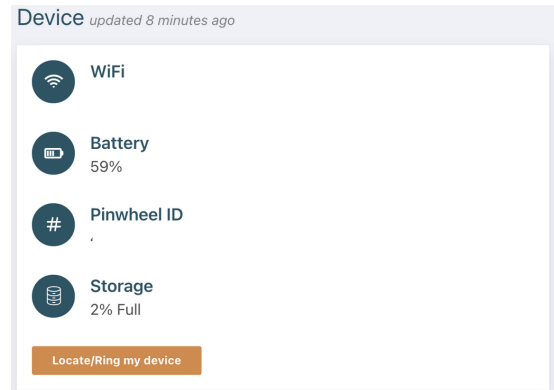 Device updated 8 minutes ago
WiFi
Battery
59%
#
Pinwheel ID
Storage
2% Full
Locate/Ring my device